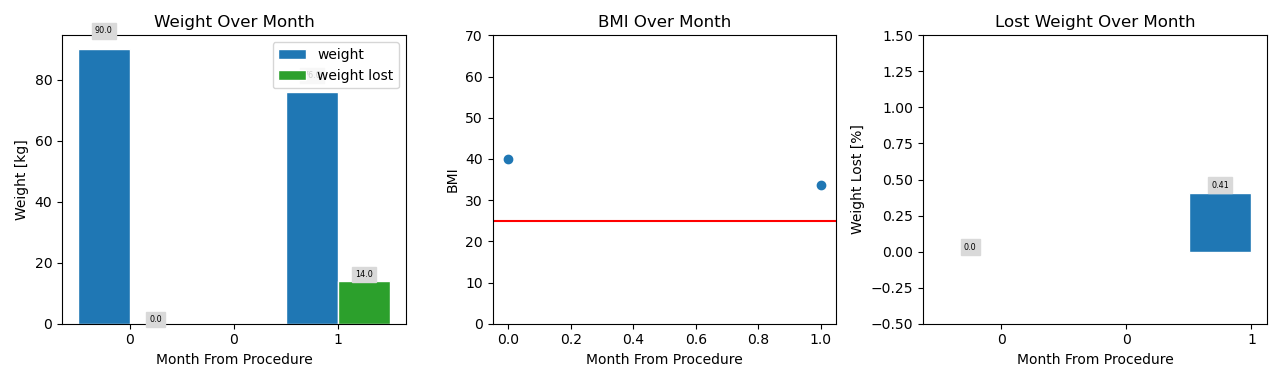 Weight Over Month
90.0
weight
weight lost
14.0
0.0
80
60
40
20
0
Weight [kg]
0 0 1
Month From Procedure
BMI Over Month
70
60
50
40
30
20
10
0
BMI
0.0 0.2 0.4 0.6 0.8 1.0
Month From Procedure
Lost Weight Over Month
1.50
1.25
1.00
0.75
0.50
0.25
0.00
−0.25
−0.50
Weight Lost [%]
0.0
0.41
0 0 1
Month From Procedure